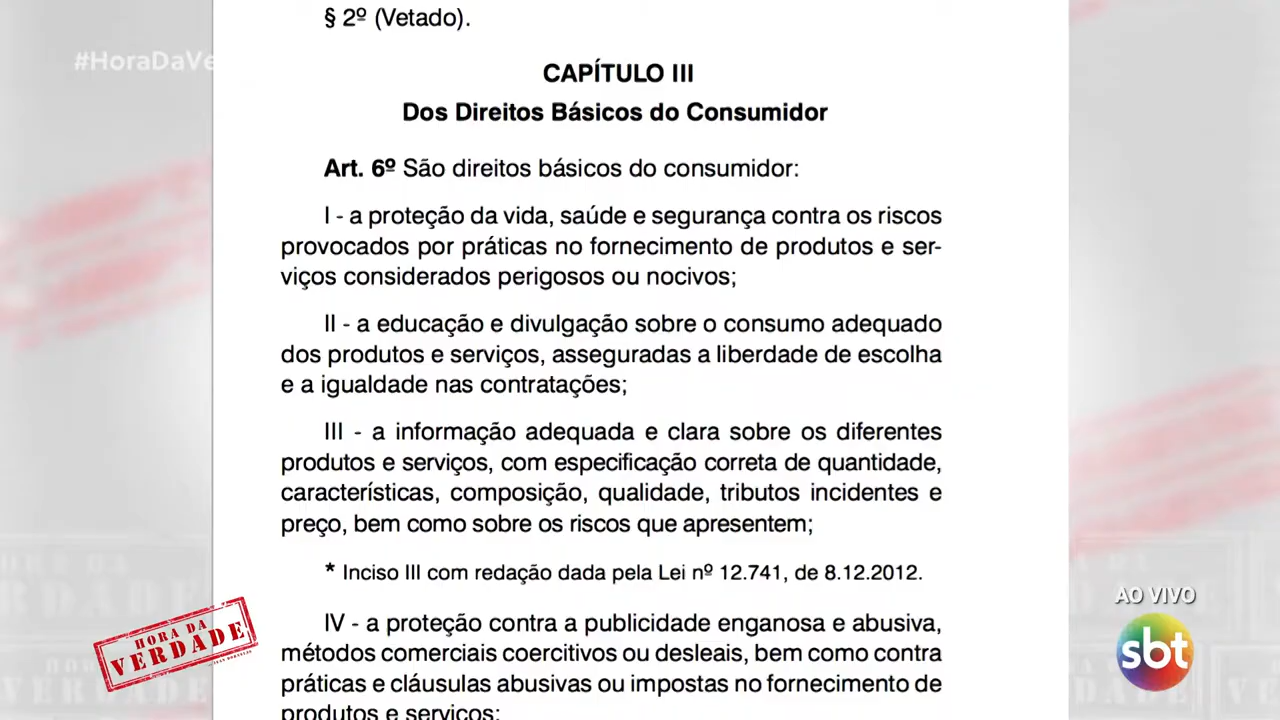 § 2º (Vetado).
#HoraDaVe
CAPÍTULO III
Dos Direitos Básicos do Consumidor
Art. 6º São direitos básicos do consumidor:
I - a proteção da vida, saúde e segurança contra os riscos
provocados por práticas no fornecimento de produtos e ser-
viços considerados perigosos ou nocivos;
II - a educação e divulgação sobre o consumo adequado
dos produtos e serviços, asseguradas a liberdade de escolha
e a igualdade nas contratações;
III - a informação adequada e clara sobre os diferentes
produtos e serviços, com especificação correta de quantidade,
características, composição, qualidade, tributos incidentes e
preço, bem como sobre os riscos que apresentem;
* Inciso III com redação dada pela Lei nº 12.741, de 8.12.2012.
IV - a proteção contra a publicidade enganosa e abusiva,
métodos comerciais coercitivos ou desleais, bem como contra
práticas e cláusulas abusivas ou impostas no fornecimento de
produtos e serviços;
HORA DA
VERDADE
AO VIVO
sbt